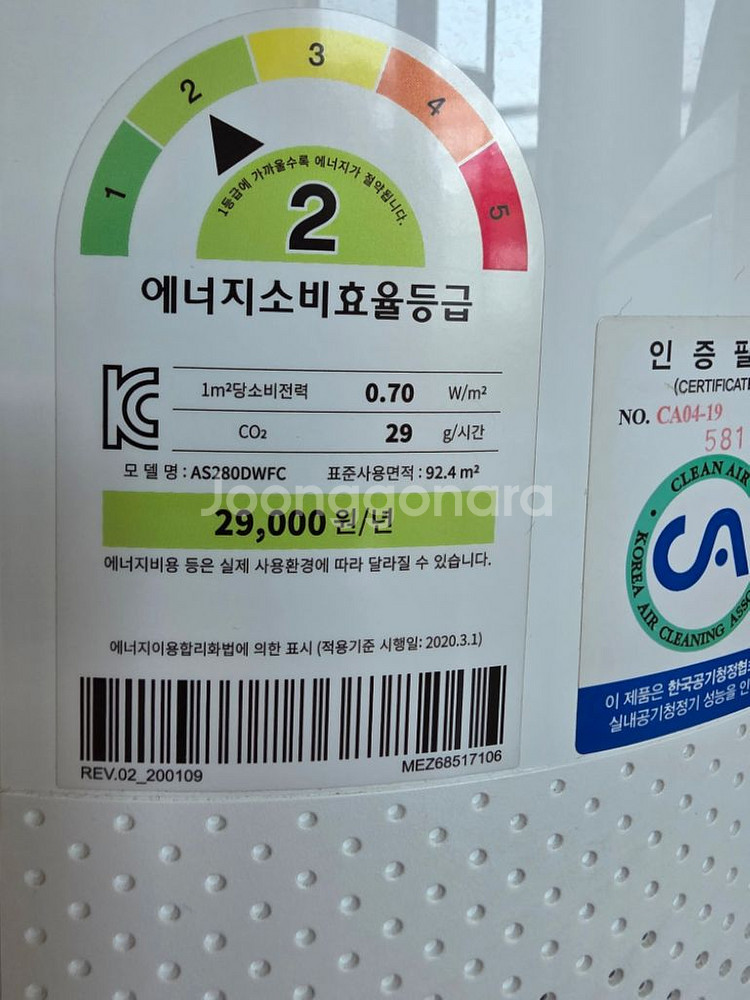 1
2
3
4
5
1등급에 가까울수록 에너지가 절약됩니다.
2
에너지소비효율등급
1m²당소비전력 0.70 W/m²
CO₂ 29 g/시간
모 델 명 : AS280DWFC 표준사용면적 : 92.4 m²
29,000 원/년
에너지비용 등은 실제 사용환경에 따라 달라질 수 있습니다.
에너지이용합리화법에 의한 표시 (적용기준 시행일: 2020.3.1)
REV.02_200109 MEZ68517106
Joonggonara
인 증 필
(CERTIFICATE
NO. CA04-19
581
CLEAN AIR
KOREA AIR CLEANING ASSO
이 제품은 한국공기청정협
실내공기청정기 성능을 인